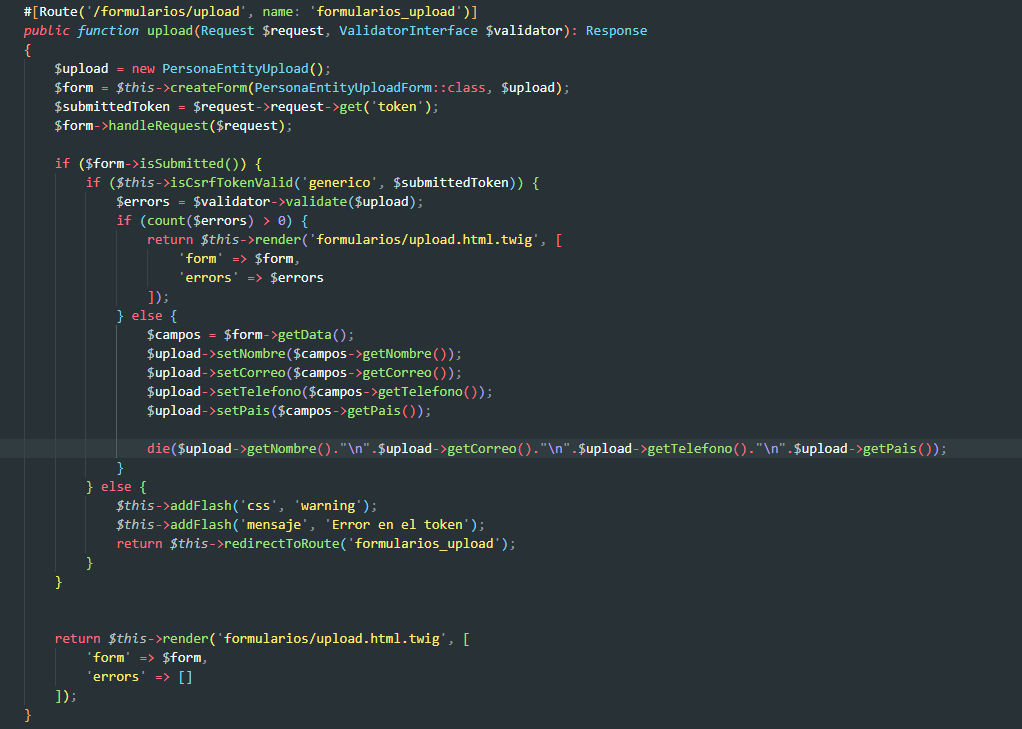 #[Route('/formularios/upload', name: 'formularios_upload')]
public function upload(Request $request, ValidatorInterface $validator): Response
{
    $upload = new PersonaEntityUpload();
    $form = $this->createForm(PersonaEntityUploadForm::class, $upload);
    $submittedToken = $request->request->get('token');
    $form->handleRequest($request);

    if ($form->isSubmitted()) {
        if ($this->isCsrfTokenValid('generico', $submittedToken)) {
            $errors = $validator->validate($upload);
            if (count($errors) > 0) {
                return $this->render('formularios/upload.html.twig', [
                    'form' => $form,
                    'errors' => $errors
                ]);
            } else {
                $campos = $form->getData();
                $upload->setNombre($campos->getNombre());
                $upload->setCorreo($campos->getCorreo());
                $upload->setTelefono($campos->getTelefono());
                $upload->setPais($campos->getPais());

                die($upload->getNombre()."\n".$upload->getCorreo()."\n".$upload->getTelefono()."\n".$upload->getPais());
            }
        } else {
            $this->addFlash('css', 'warning');
            $this->addFlash('mensaje', 'Error en el token');
            return $this->redirectToRoute('formularios_upload');
        }
    }

    return $this->render('formularios/upload.html.twig', [
        'form' => $form,
        'errors' => []
    ]);
}